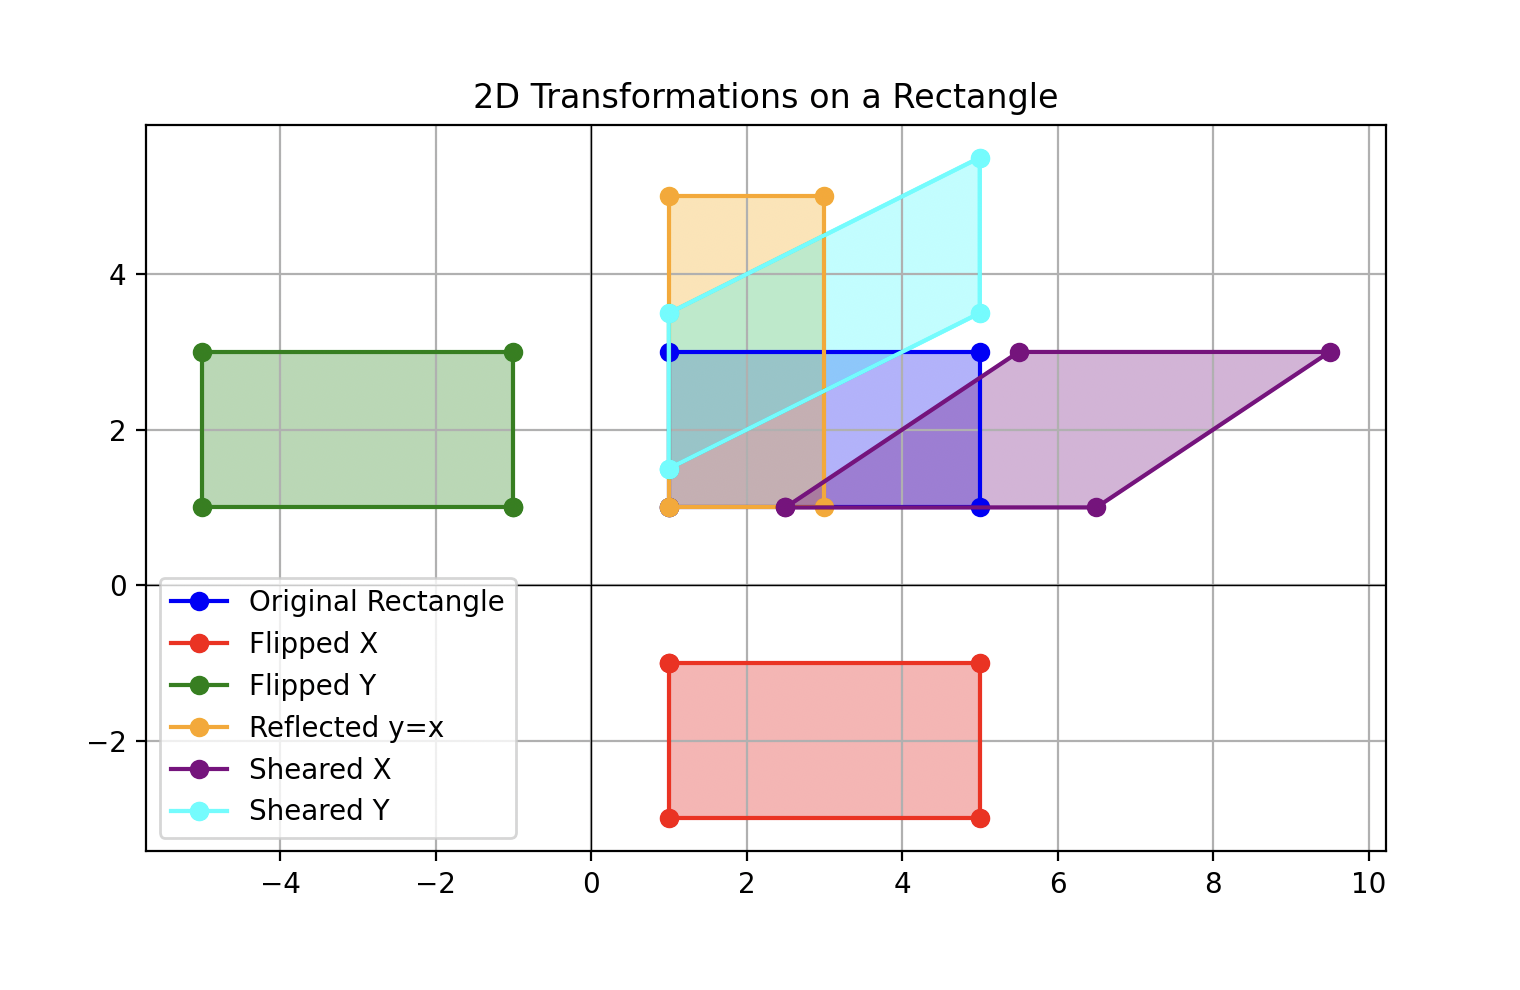 2D Transformations on a Rectangle
4
2
0
−2
Original Rectangle
Flipped X
Flipped Y
Reflected y=x
Sheared X
Sheared Y
−4 −2 0 2 4 6 8 10